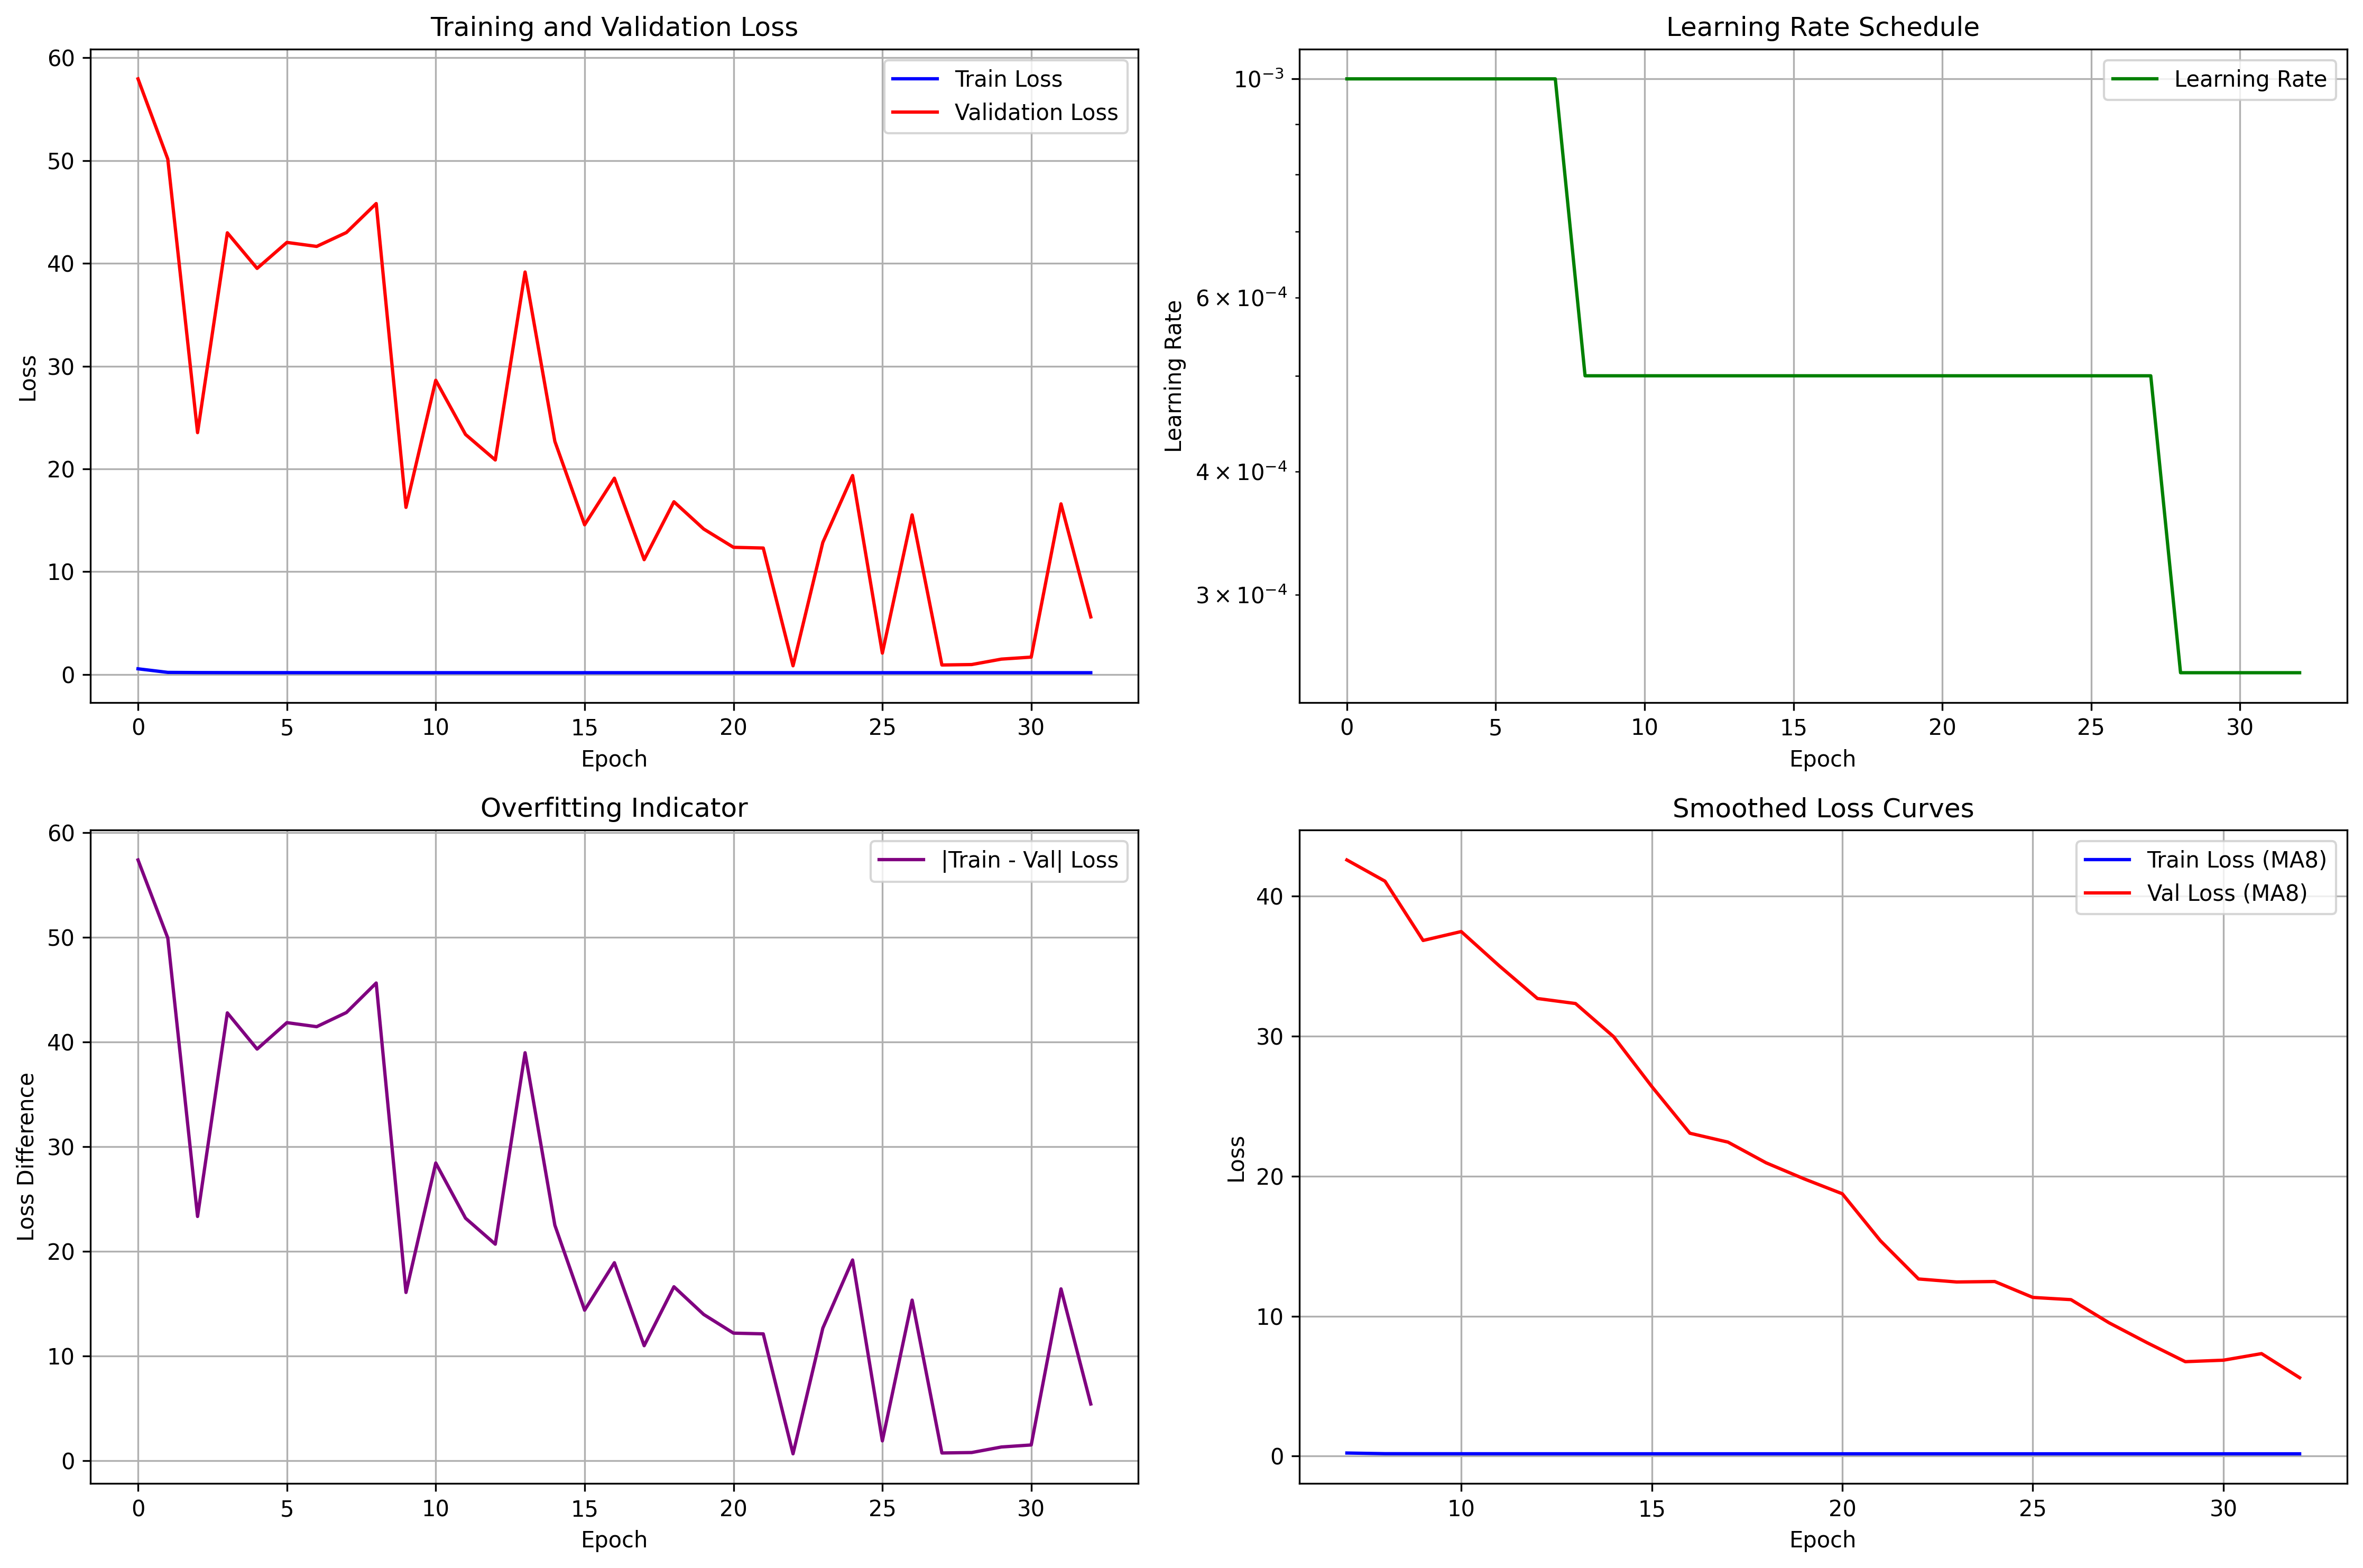 Training and Validation Loss
60
50
40
30
20
10
0
Loss
Train Loss
Validation Loss
0 5 10 15 20 25 30
Epoch
Learning Rate Schedule
10⁻³
6 × 10⁻⁴
4 × 10⁻⁴
3 × 10⁻⁴
Learning Rate
Learning Rate
0 5 10 15 20 25 30
Epoch
Overfitting Indicator
60
50
40
30
20
10
0
Loss Difference
|Train - Val| Loss
0 5 10 15 20 25 30
Epoch
Smoothed Loss Curves
40
30
20
10
0
Loss
Train Loss (MA8)
Val Loss (MA8)
10 15 20 25 30
Epoch